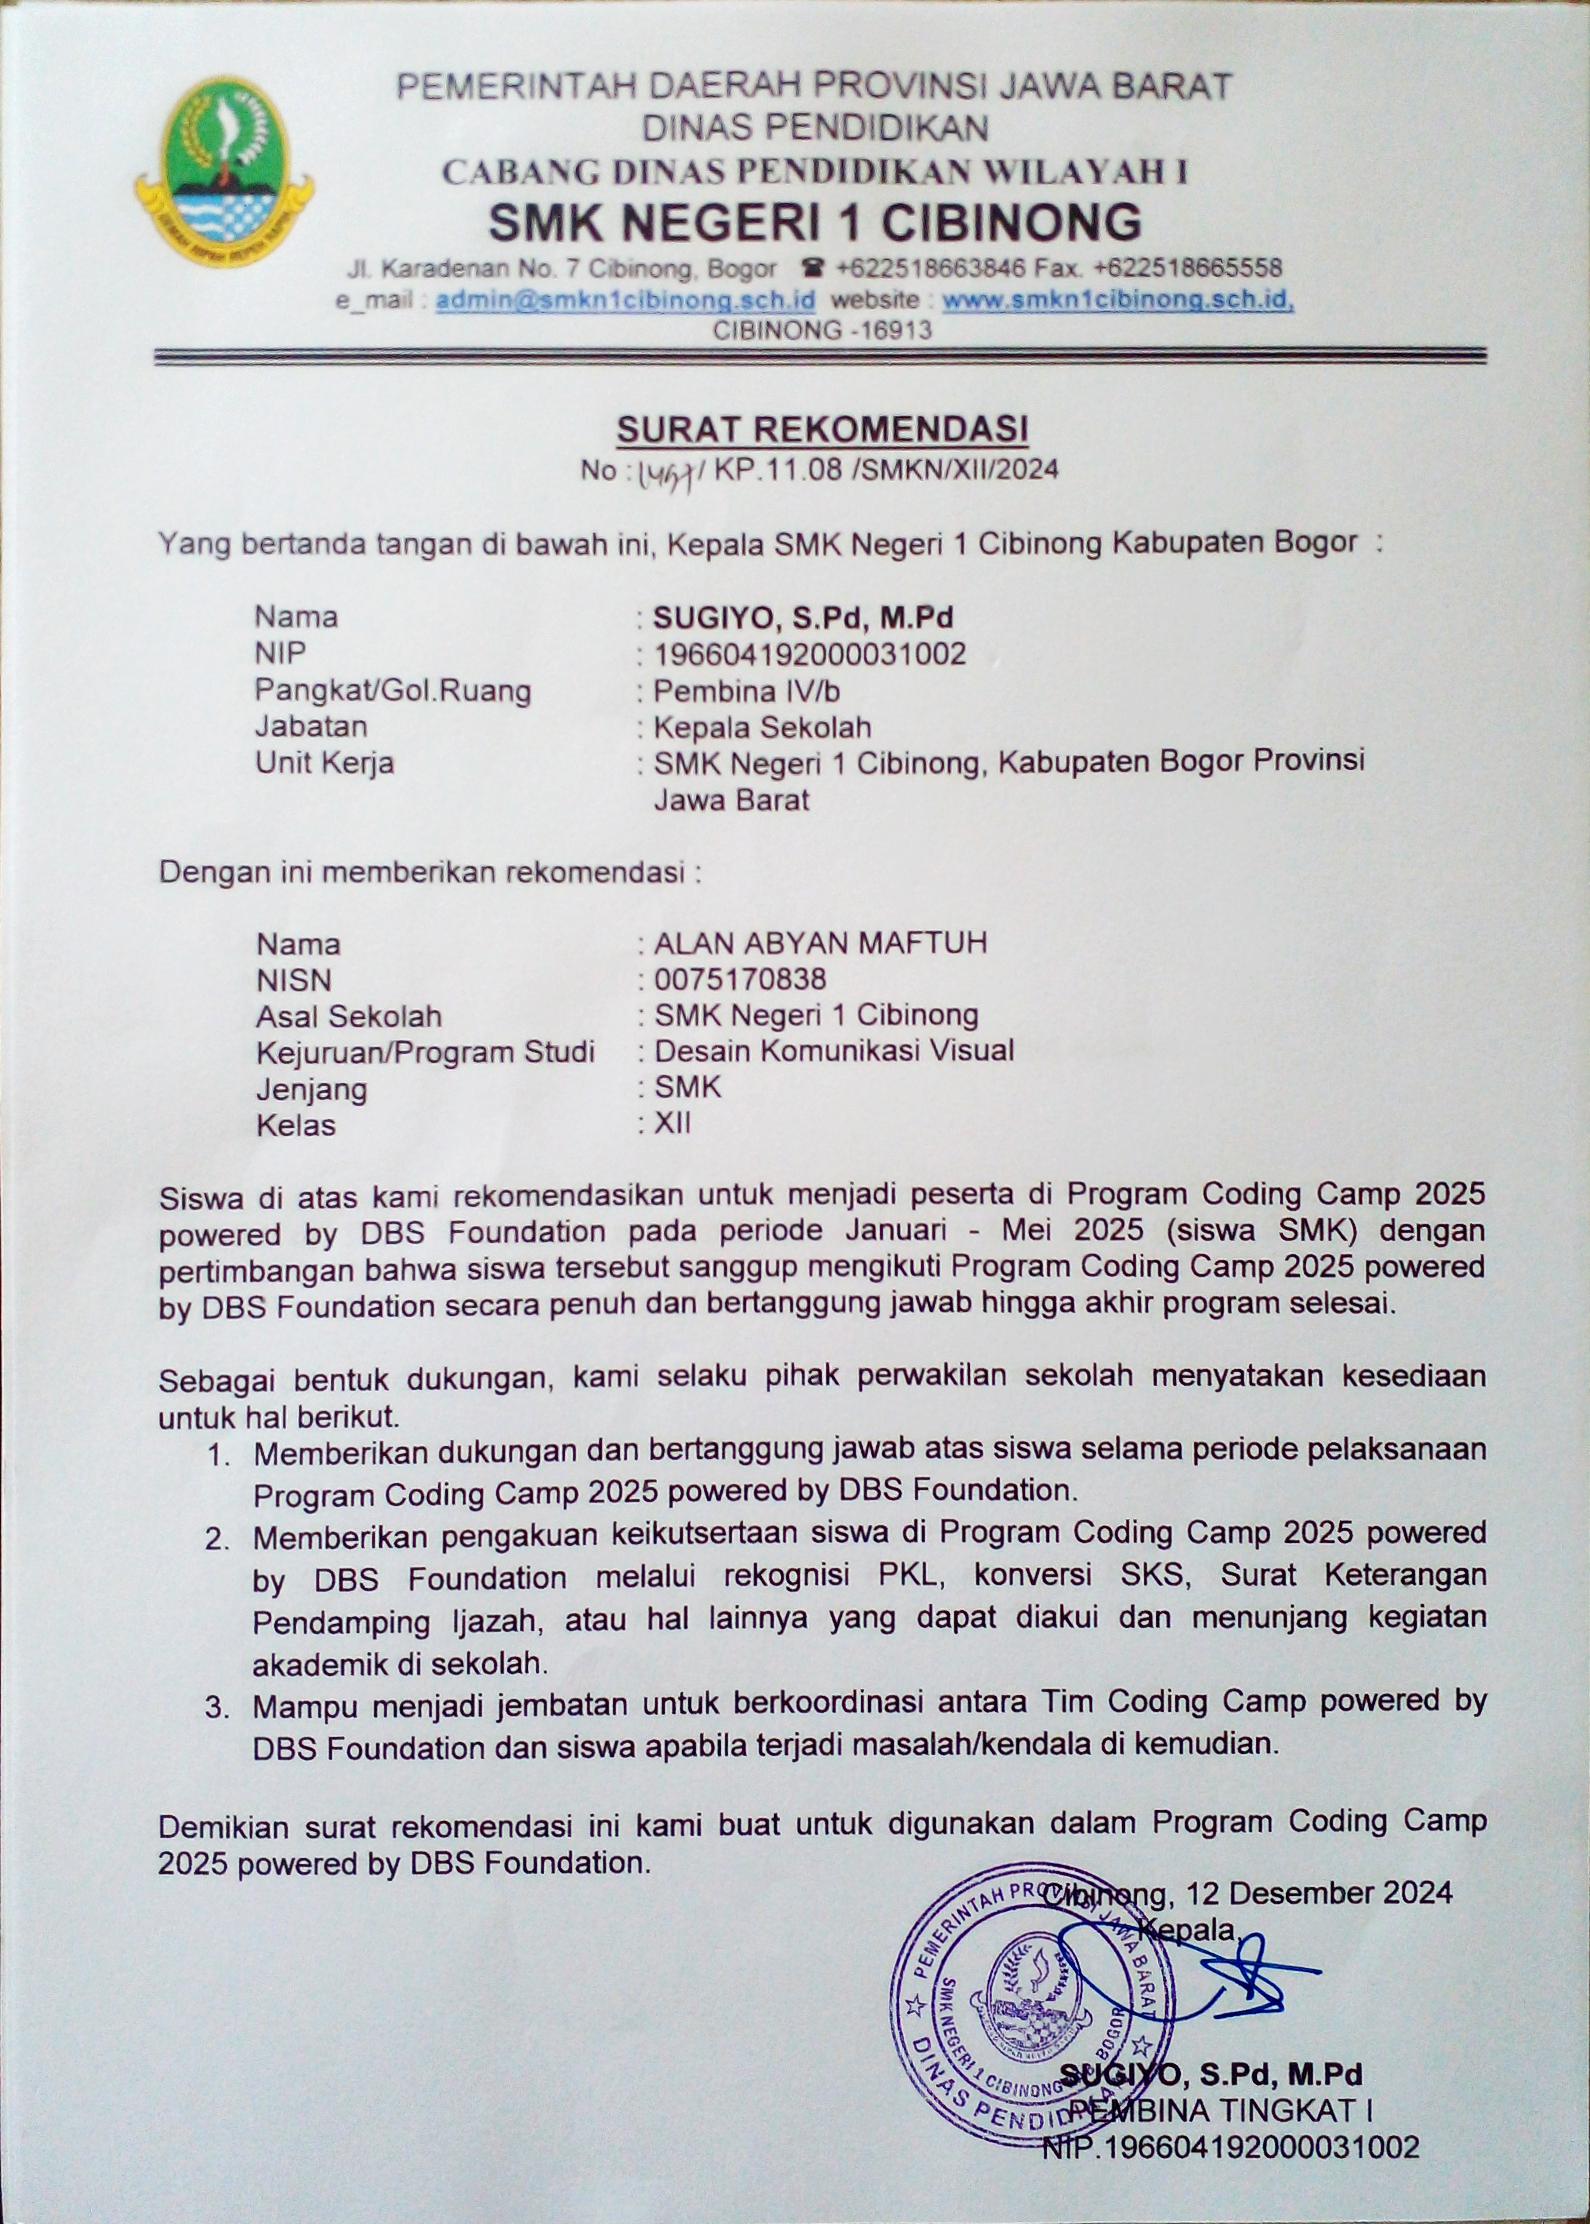 PEMERINTAH DAERAH PROVINSI JAWA BARAT
DINAS PENDIDIKAN
CABANG DINAS PENDIDIKAN WILAYAH I
SMK NEGERI 1 CIBINONG
Jl. Karadenan No. 7 Cibinong, Bogor ☎ +622518663846 Fax. +622518665558
e_mail : admin@smkn1cibinong.sch.id website : www.smkn1cibinong.sch.id,
CIBINONG -16913
SURAT REKOMENDASI
No : / KP.11.08 /SMKN/XII/2024
Yang bertanda tangan di bawah ini, Kepala SMK Negeri 1 Cibinong Kabupaten Bogor :
Nama : SUGIYO, S.Pd, M.Pd
NIP : 196604192000031002
Pangkat/Gol.Ruang : Pembina IV/b
Jabatan : Kepala Sekolah
Unit Kerja : SMK Negeri 1 Cibinong, Kabupaten Bogor Provinsi
Jawa Barat
Dengan ini memberikan rekomendasi :
Nama : ALAN ABYAN MAFTUH
NISN : 0075170838
Asal Sekolah : SMK Negeri 1 Cibinong
Kejuruan/Program Studi : Desain Komunikasi Visual
Jenjang : SMK
Kelas : XII
Siswa di atas kami rekomendasikan untuk menjadi peserta di Program Coding Camp 2025
powered by DBS Foundation pada periode Januari - Mei 2025 (siswa SMK) dengan
pertimbangan bahwa siswa tersebut sanggup mengikuti Program Coding Camp 2025 powered
by DBS Foundation secara penuh dan bertanggung jawab hingga akhir program selesai.
Sebagai bentuk dukungan, kami selaku pihak perwakilan sekolah menyatakan kesediaan
untuk hal berikut.
1. Memberikan dukungan dan bertanggung jawab atas siswa selama periode pelaksanaan
Program Coding Camp 2025 powered by DBS Foundation.
2. Memberikan pengakuan keikutsertaan siswa di Program Coding Camp 2025 powered
by DBS Foundation melalui rekognisi PKL, konversi SKS, Surat Keterangan
Pendamping Ijazah, atau hal lainnya yang dapat diakui dan menunjang kegiatan
akademik di sekolah.
3. Mampu menjadi jembatan untuk berkoordinasi antara Tim Coding Camp powered by
DBS Foundation dan siswa apabila terjadi masalah/kendala di kemudian.
Demikian surat rekomendasi ini kami buat untuk digunakan dalam Program Coding Camp
2025 powered by DBS Foundation.
Cibinong, 12 Desember 2024
Kepala,
PEMERINTAH PROVINSI JAWA BARAT
SMK NEGERI 1 CIBINONG BOGOR
DINAS PENDIDIKAN
SUGIYO, S.Pd, M.Pd
PEMBINA TINGKAT I
NIP.196604192000031002